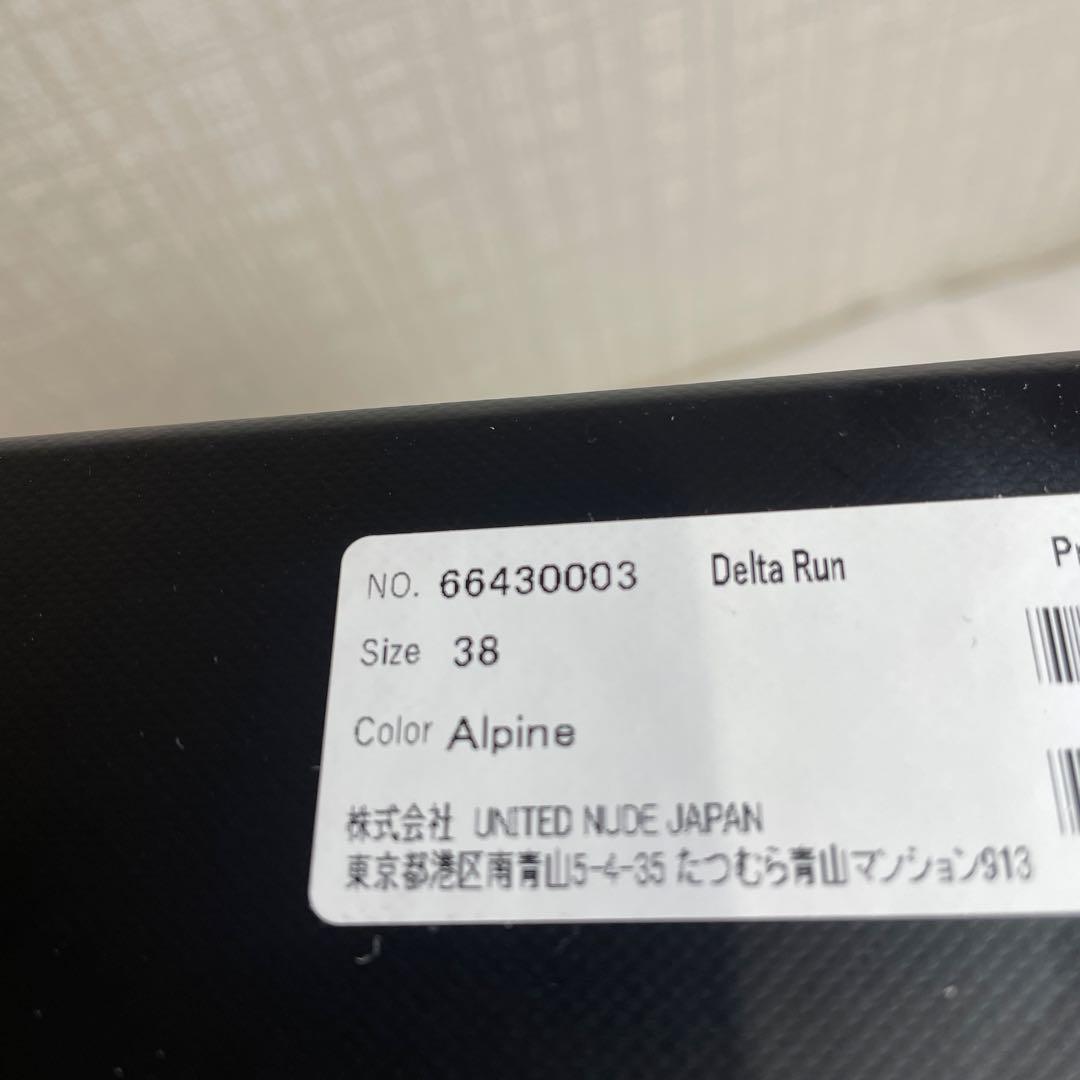 NO. 66430003 Delta Run Pr
Size 38
Color Alpine
株式会社 UNITED NUDE JAPAN
東京都港区南青山5-4-35 たつむら青山マンション913